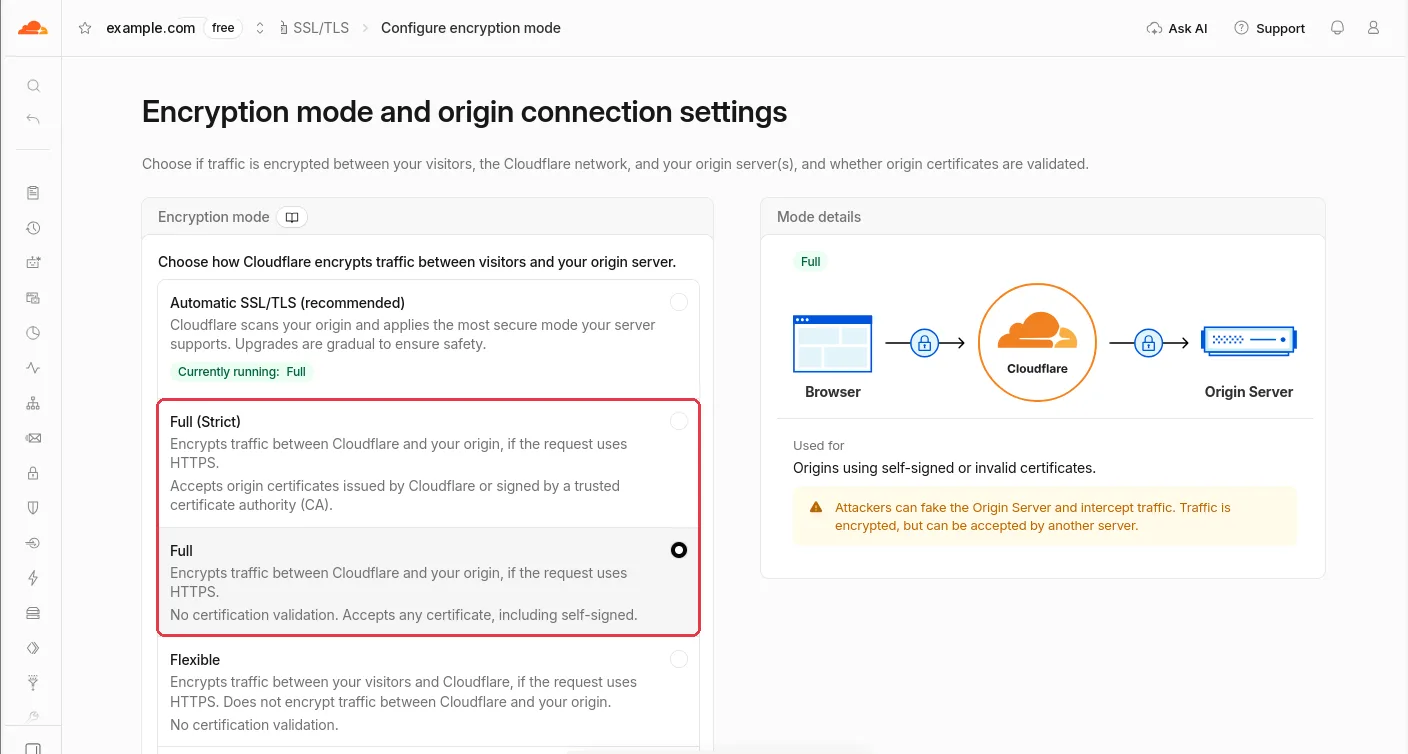 example.com free SSL/TLS Configure encryption mode Ask AI Support
Encryption mode and origin connection settings
Choose if traffic is encrypted between your visitors, the Cloudflare network, and your origin server(s), and whether origin certificates are validated.
Encryption mode
Choose how Cloudflare encrypts traffic between visitors and your origin server.
Automatic SSL/TLS (recommended)
Cloudflare scans your origin and applies the most secure mode your server
supports. Upgrades are gradual to ensure safety.
Currently running: Full
Full (Strict)
Encrypts traffic between Cloudflare and your origin, if the request uses
HTTPS.
Accepts origin certificates issued by Cloudflare or signed by a trusted
certificate authority (CA).
Full
Encrypts traffic between Cloudflare and your origin, if the request uses
HTTPS.
No certification validation. Accepts any certificate, including self-signed.
Flexible
Encrypts traffic between your visitors and Cloudflare, if the request uses
HTTPS. Does not encrypt traffic between Cloudflare and your origin.
No certification validation.
Mode details
Full
Cloudflare
Browser
Origin Server
Used for
Origins using self-signed or invalid certificates.
Attackers can fake the Origin Server and intercept traffic. Traffic is
encrypted, but can be accepted by another server.